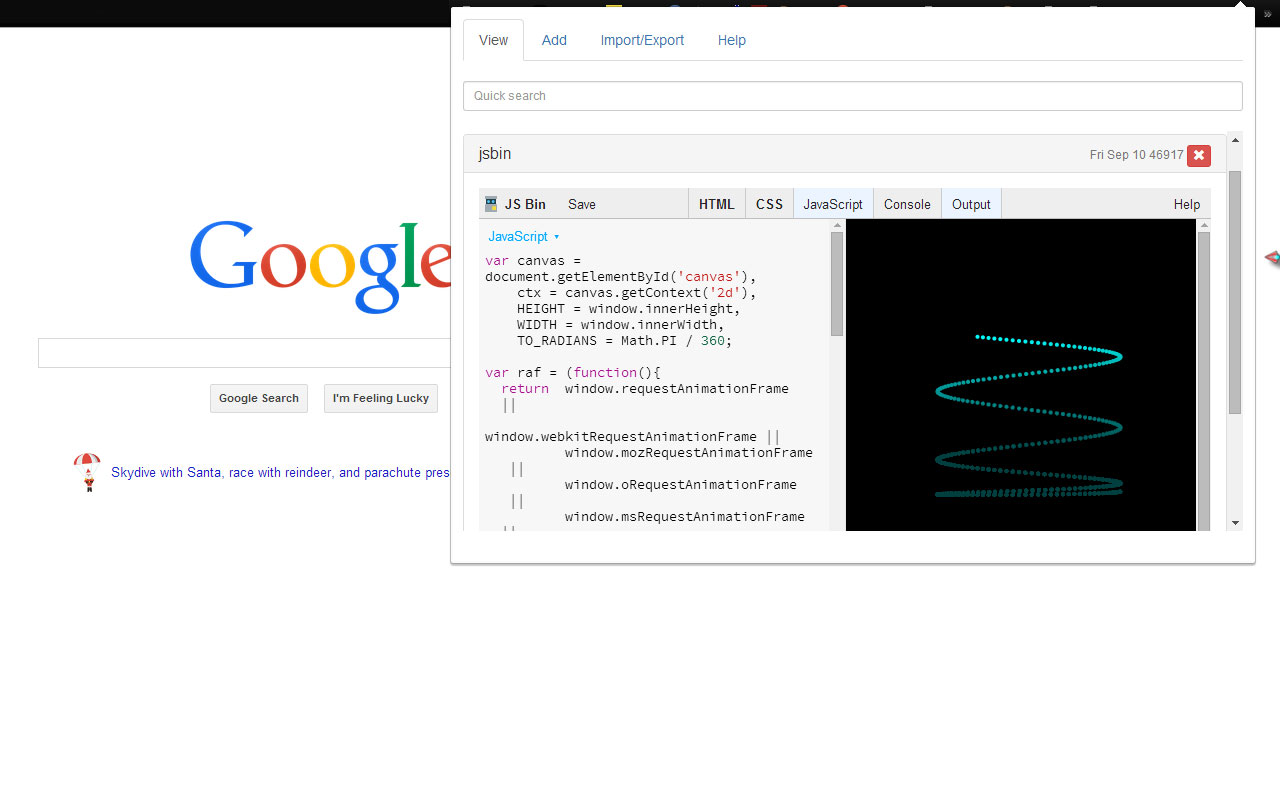 View Add Import/Export Help
Quick search
jsbin Fri Sep 10 46917
JS Bin Save HTML CSS JavaScript Console Output Help
JavaScript
var canvas =
document.getElementById('canvas'),
ctx = canvas.getContext('2d'),
HEIGHT = window.innerHeight,
WIDTH = window.innerWidth,
TO_RADIANS = Math.PI / 360;
var raf = (function(){
return window.requestAnimationFrame
||
window.webkitRequestAnimationFrame ||
window.mozRequestAnimationFrame
||
window.oRequestAnimationFrame
||
window.msRequestAnimationFrame
||
Google
Google Search I'm Feeling Lucky
Skydive with Santa, race with reindeer, and parachute pres